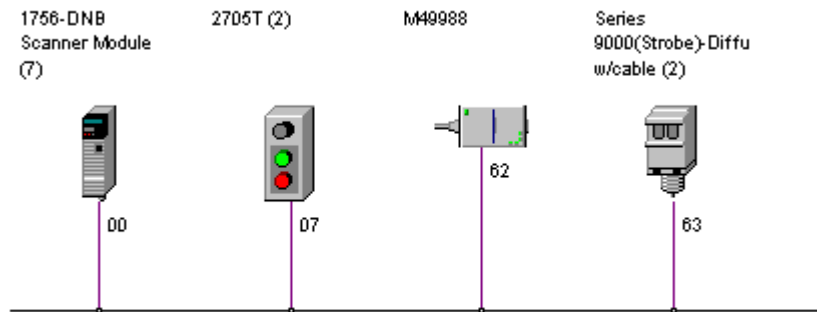 1756-DNB
Scanner Module
(7)
2705T (2)
M49988
Series
9000(Strobe)-Diffu
w/cable (2)
00
07
62
63